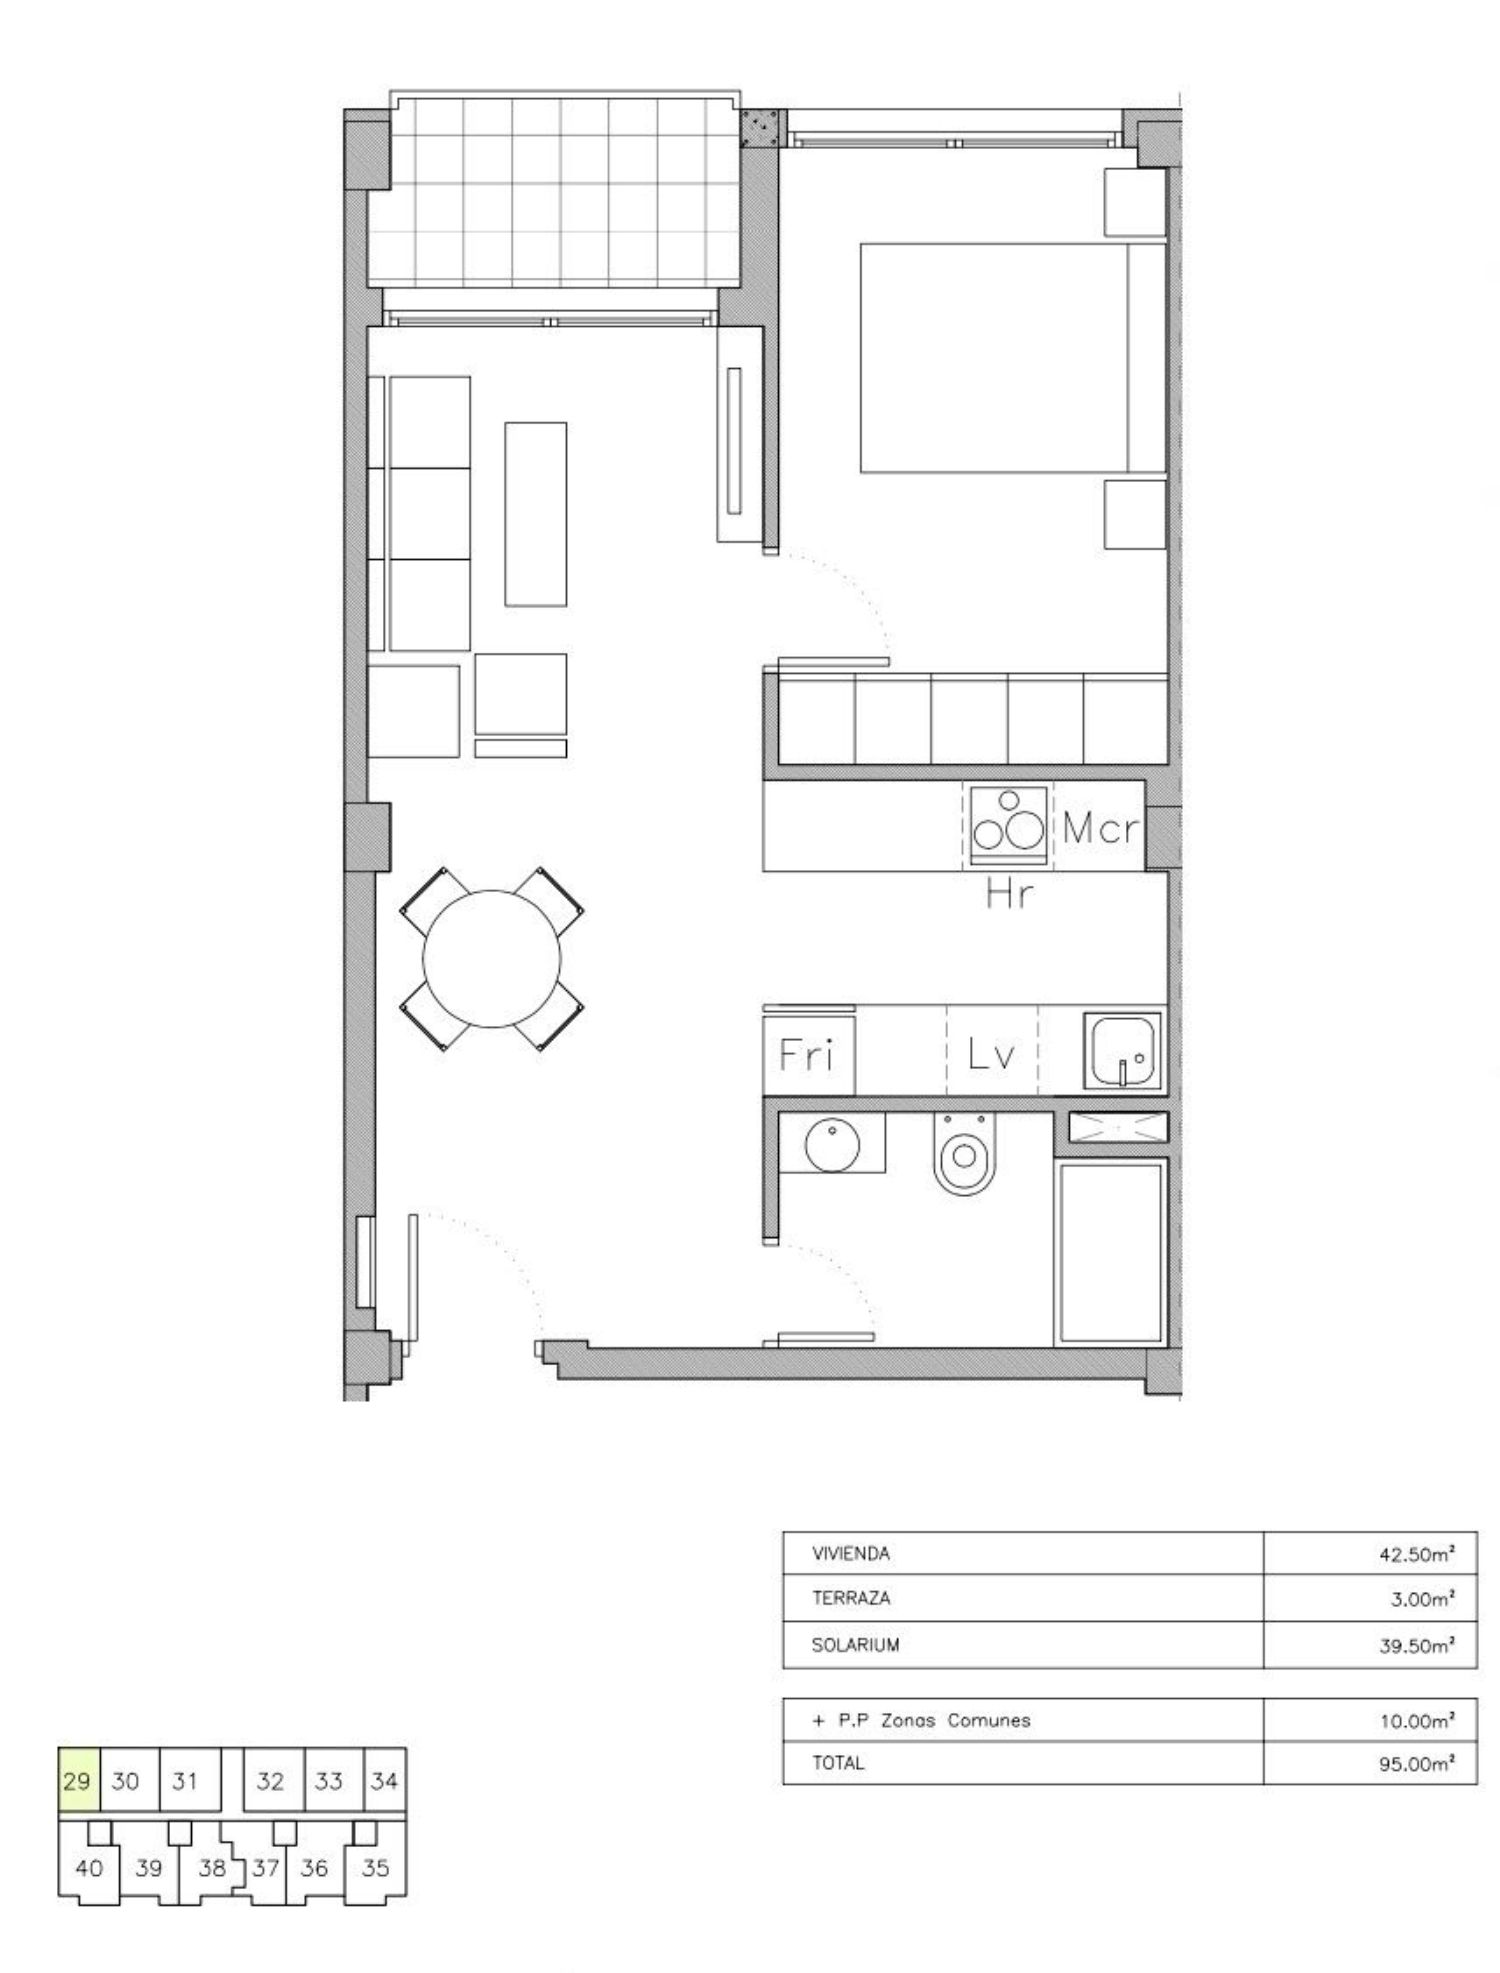 Mcr
Hr
Fri
Lv
VIVIENDA 42.50m²
TERRAZA 3.00m²
SOLARIUM 39.50m²
+ P.P Zonas Comunes 10.00m²
TOTAL 95.00m²
29 30 31 32 33 34
40 39 38 37 36 35